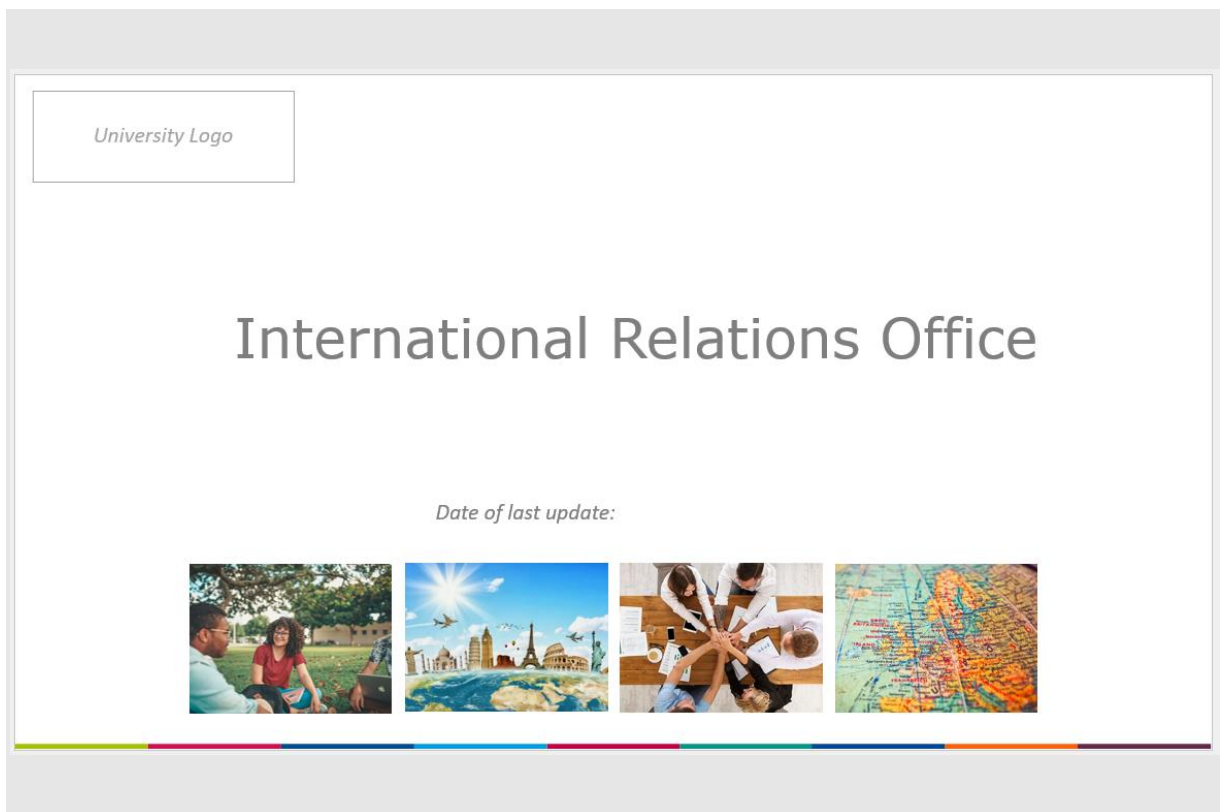 University Logo
International Relations Office
Date of last update: